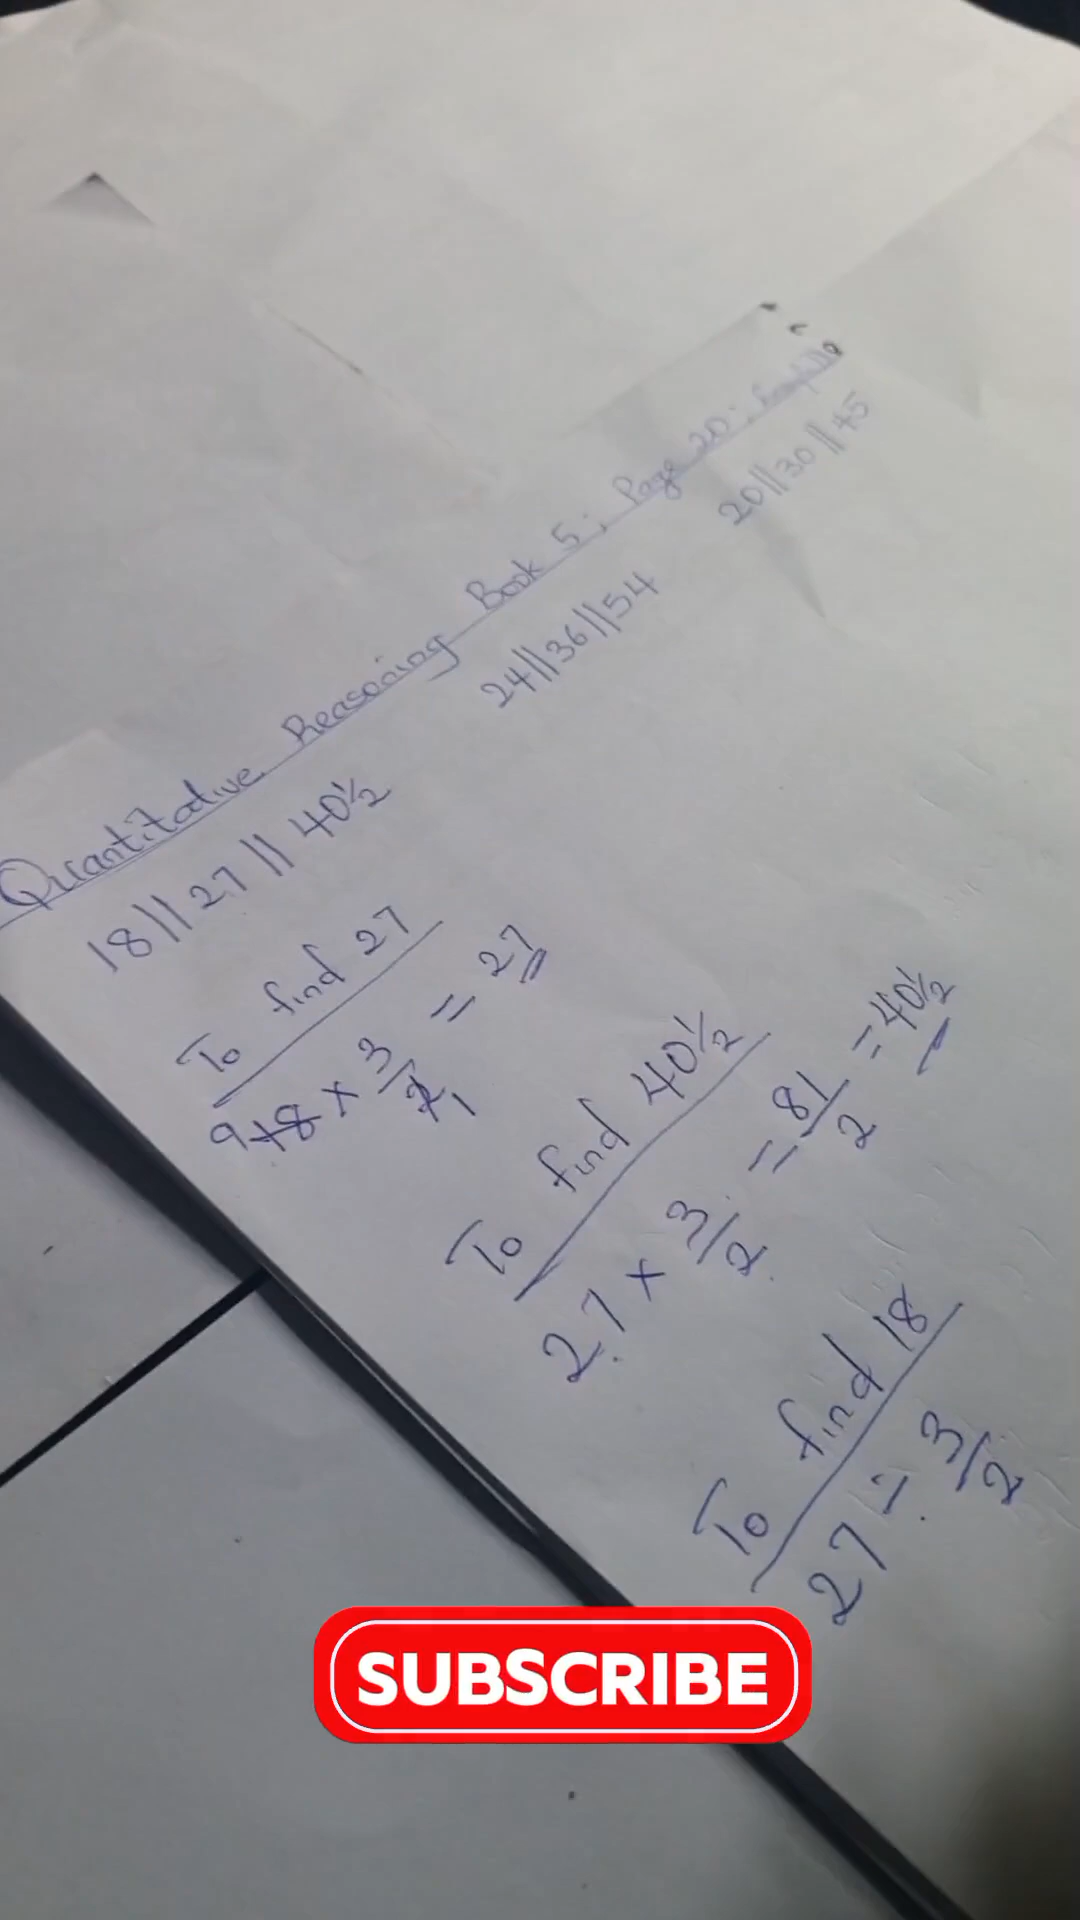 Quantitative Reasoning Book 5; Page 20:
18 || 27 || 40½ 24 || 36 || 54 20 || 30 || 45
To find 27
9 18 × 3/2 1 = 27
To find 40½
27 × 3/2 = 81/2 = 40½
To find 18
27 = 3/2
SUBSCRIBE